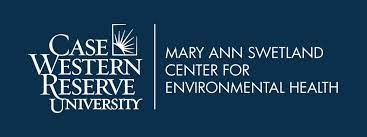 CASE
WESTERN
RESERVE
UNIVERSITY
MARY ANN SWETLAND
CENTER FOR
ENVIRONMENTAL HEALTH